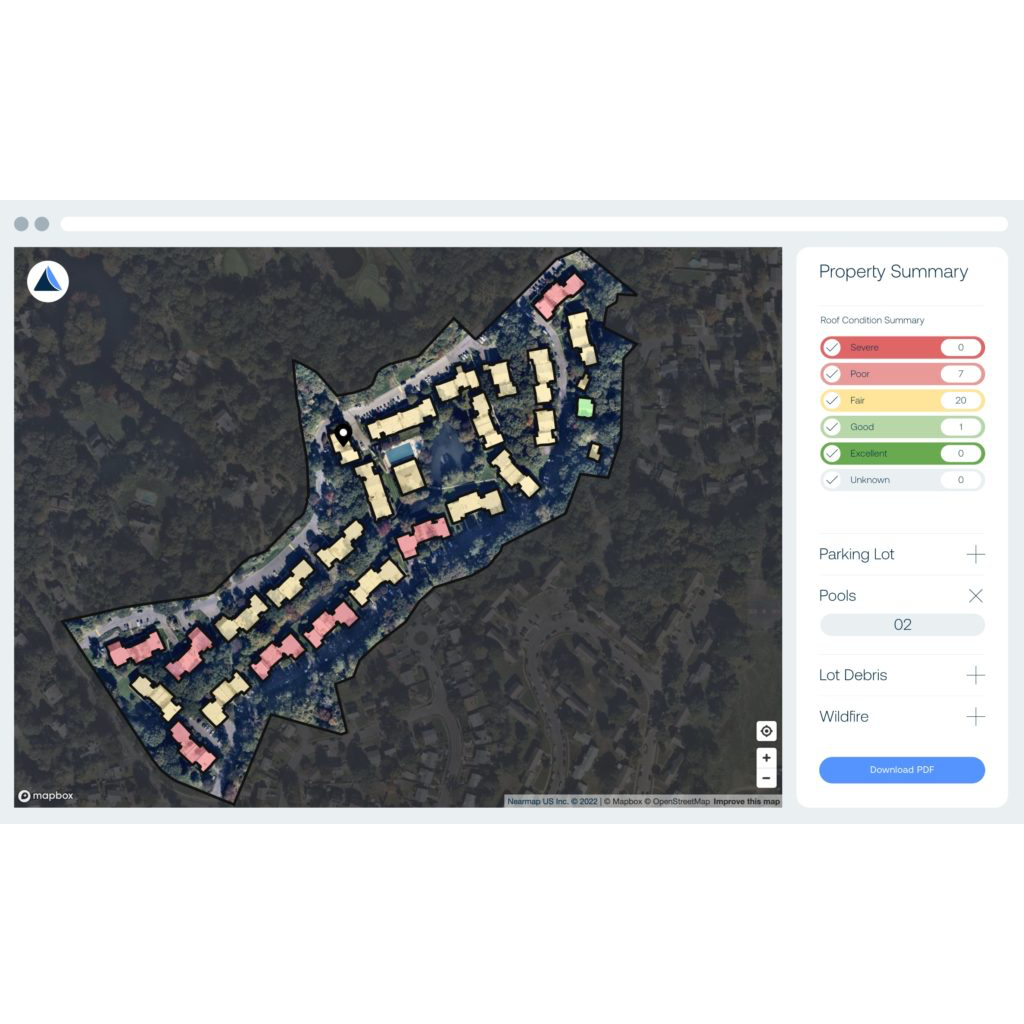 Property Summary
Roof Condition Summary
Severe 0
Poor 7
Fair 20
Good 1
Excellent 0
Unknown 0
Parking Lot
Pools
02
Lot Debris
Wildfire
Download PDF
mapbox
Nearmap US Inc. © 2022 | © Mapbox © OpenStreetMap Improve this map